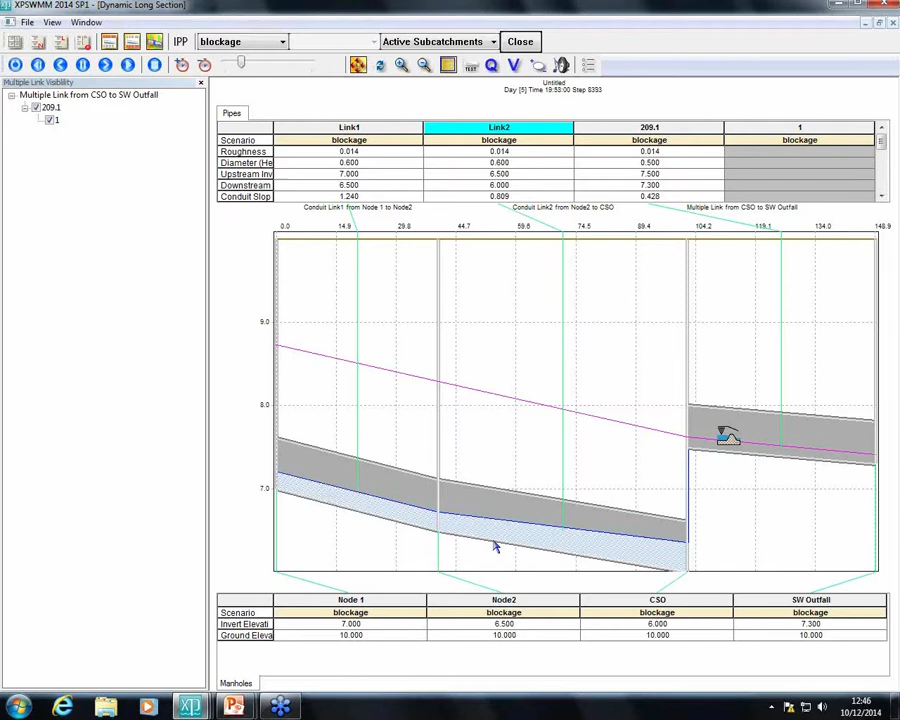 XPSWMM 2014 SP1 - [Dynamic Long Section]
File View Window
IPP blockage Active Subcatchments Close
TEST Q V
Multiple Link Visibility x
Multiple Link from CSO to SW Outfall
209.1
1
Untitled
Day [5] Time 19:53:00 Step 8393
Pipes
Link1 Link2 209.1 1
Scenario blockage blockage blockage blockage
Roughness 0.014 0.014 0.014
Diameter (He 0.600 0.600 0.500
Upstream Inv 7.000 6.500 7.500
Downstream 6.500 6.000 7.300
Conduit Slop 1.240 0.809 0.428
Conduit Link1 from Node 1 to Node2 Conduit Link2 from Node2 to CSO Multiple Link from CSO to SW Outfall
0.0 14.9 29.8 44.7 59.6 74.5 89.4 104.2 119.1 134.0 148.9
9.0
8.0
7.0
Node 1 Node2 CSO SW Outfall
Scenario blockage blockage blockage blockage
Invert Elevati 7.000 6.500 6.000 7.300
Ground Eleva 10.000 10.000 10.000 10.000
Manholes
12:46
10/12/2014